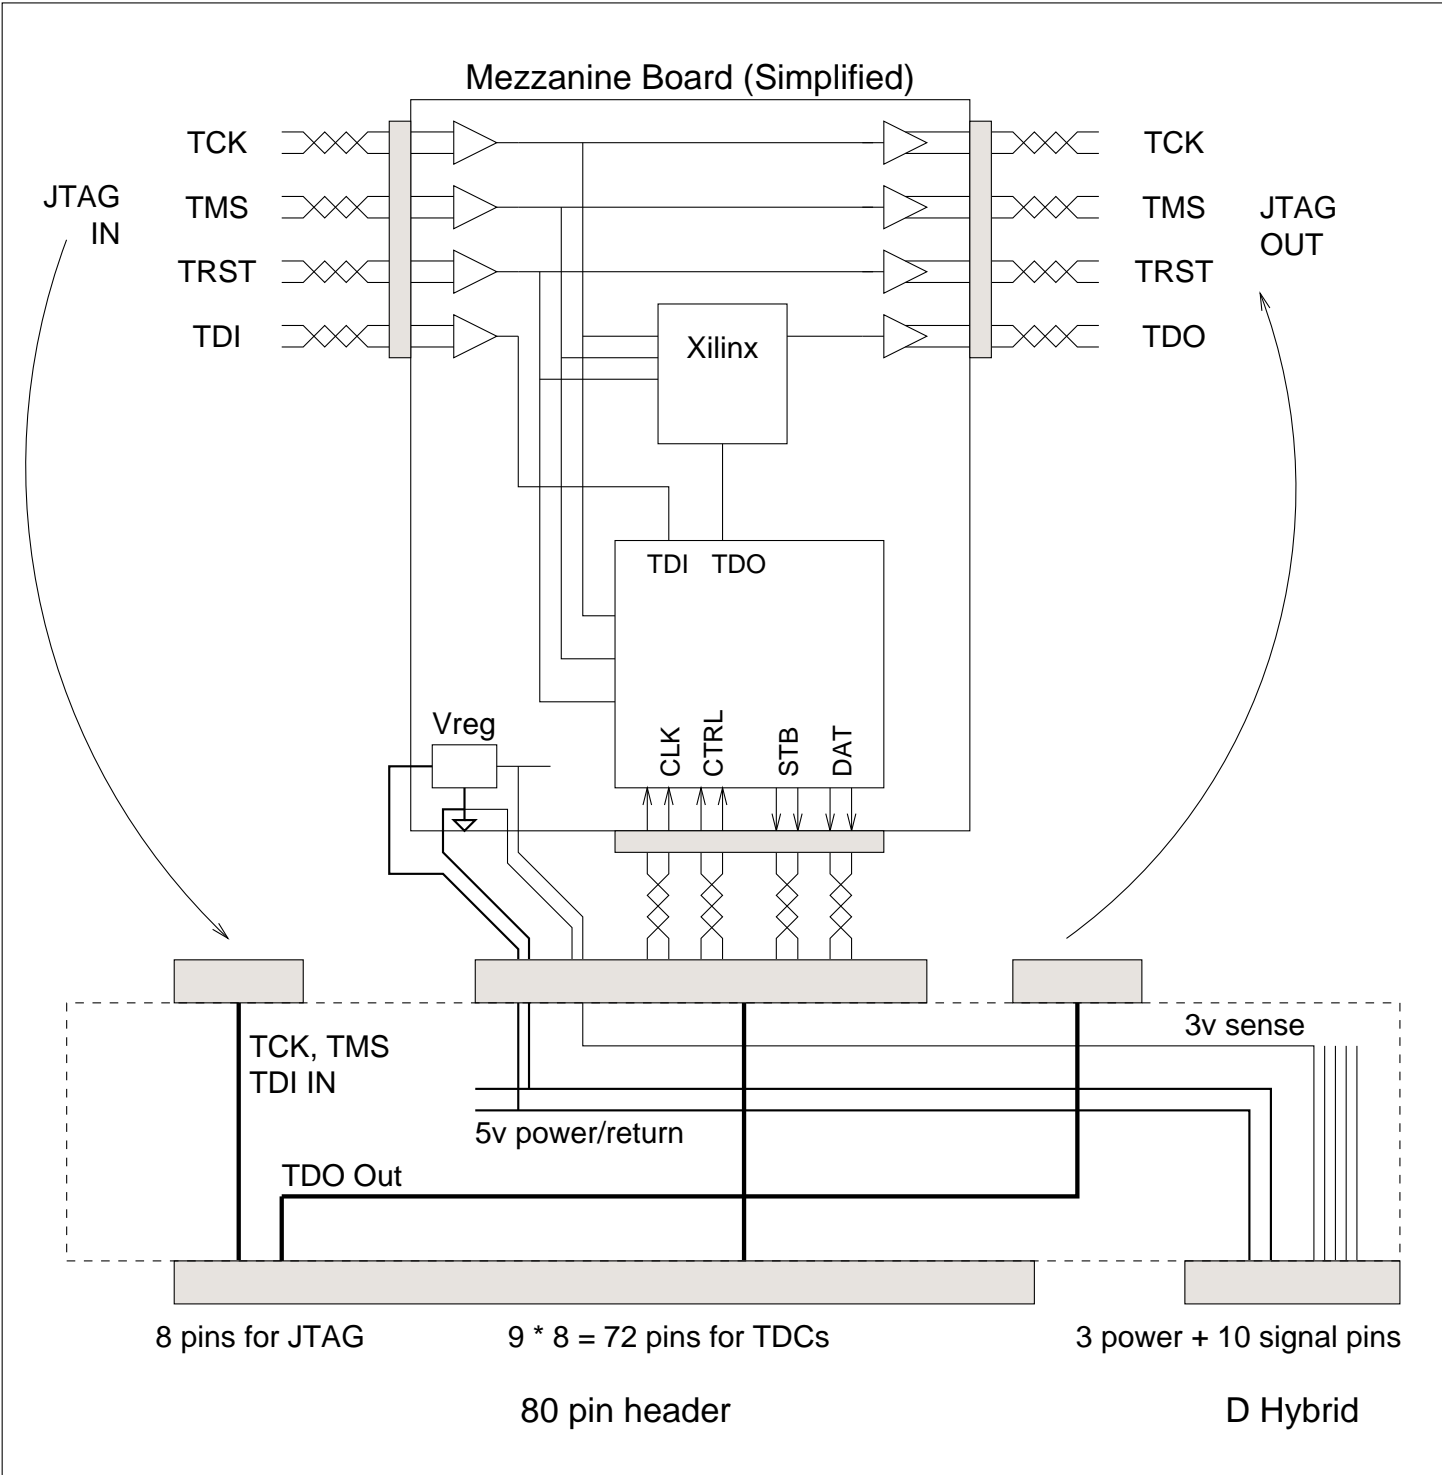 Mezzanine Board (Simplified)
TCK
TCK
JTAG
IN
TMS
TMS
JTAG
OUT
TRST
TRST
TDI
Xilinx
TDO
TDI TDO
Vreg
CLK
CTRL
STB
DAT
3v sense
TCK, TMS
TDI IN
5v power/return
TDO Out
8 pins for JTAG
9 * 8 = 72 pins for TDCs
3 power + 10 signal pins
80 pin header
D Hybrid